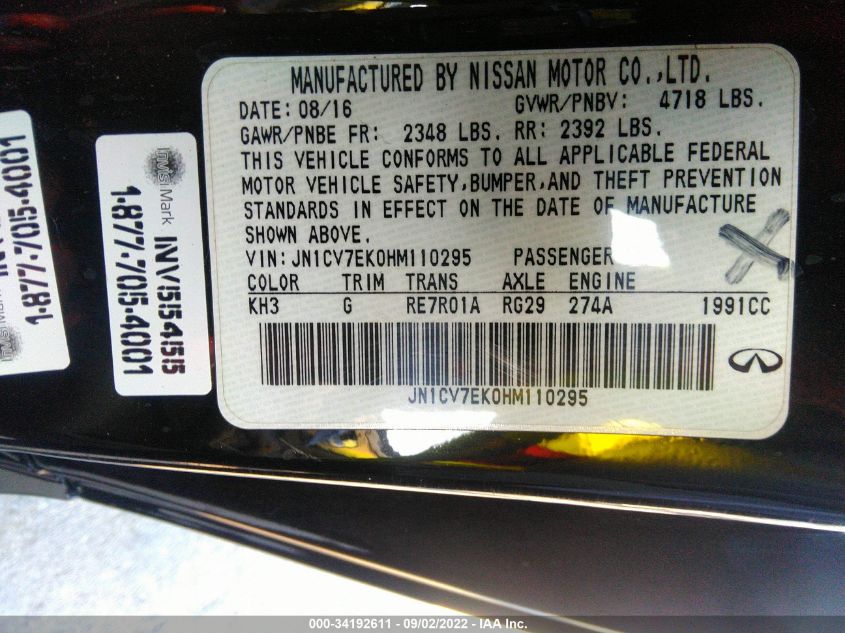 MANUFACTURED BY NISSAN MOTOR CO.,LTD.
DATE: 08/16 GVWR/PNBV: 4718 LBS.
GAWR/PNBE FR: 2348 LBS. RR: 2392 LBS.
THIS VEHICLE CONFORMS TO ALL APPLICABLE FEDERAL
MOTOR VEHICLE SAFETY,BUMPER,AND THEFT PREVENTION
STANDARDS IN EFFECT ON THE DATE OF MANUFACTURE
SHOWN ABOVE.
VIN: JN1CV7EK0HM110295 PASSENGER
COLOR TRIM TRANS AXLE ENGINE
KH3 G RE7R01A RG29 274A 1991CC
JN1CV7EK0HM110295
InVisiMark
INV15541515
1-877-705-4001
1-877-705-4001
000-34192611 - 09/02/2022 - IAA Inc.